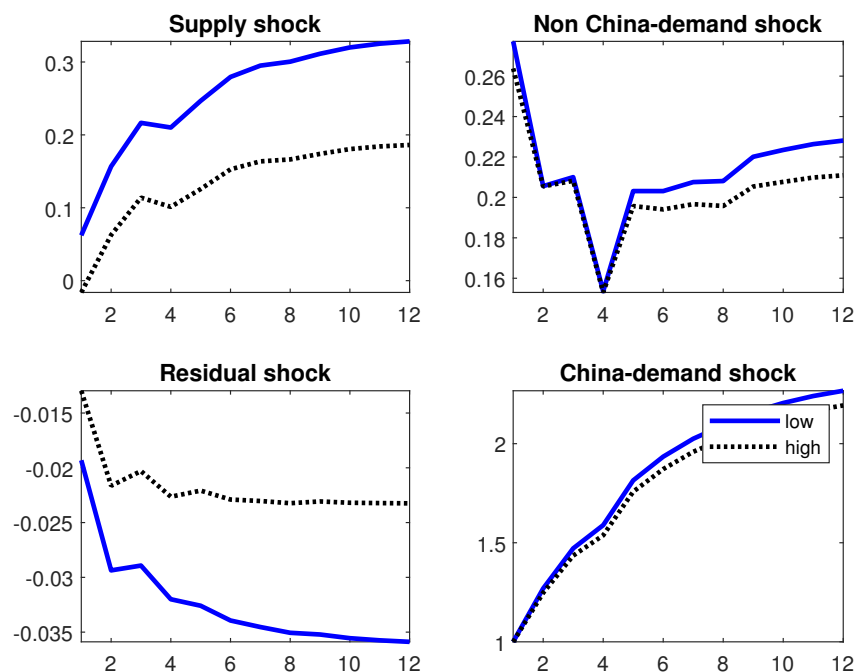 Supply shock
0.3
0.2
0.1
0
2 4 6 8 10 12
Non China-demand shock
0.26
0.24
0.22
0.2
0.18
0.16
2 4 6 8 10 12
Residual shock
-0.015
-0.02
-0.025
-0.03
-0.035
2 4 6 8 10 12
China-demand shock
2
1.5
1
2 4 6 8 10 12
low
high